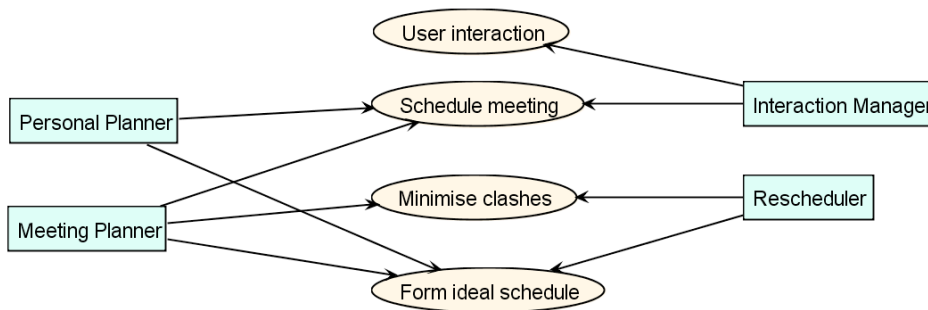 User interaction
Personal Planner
Schedule meeting
Interaction Manager
Meeting Planner
Minimise clashes
Rescheduler
Form ideal schedule